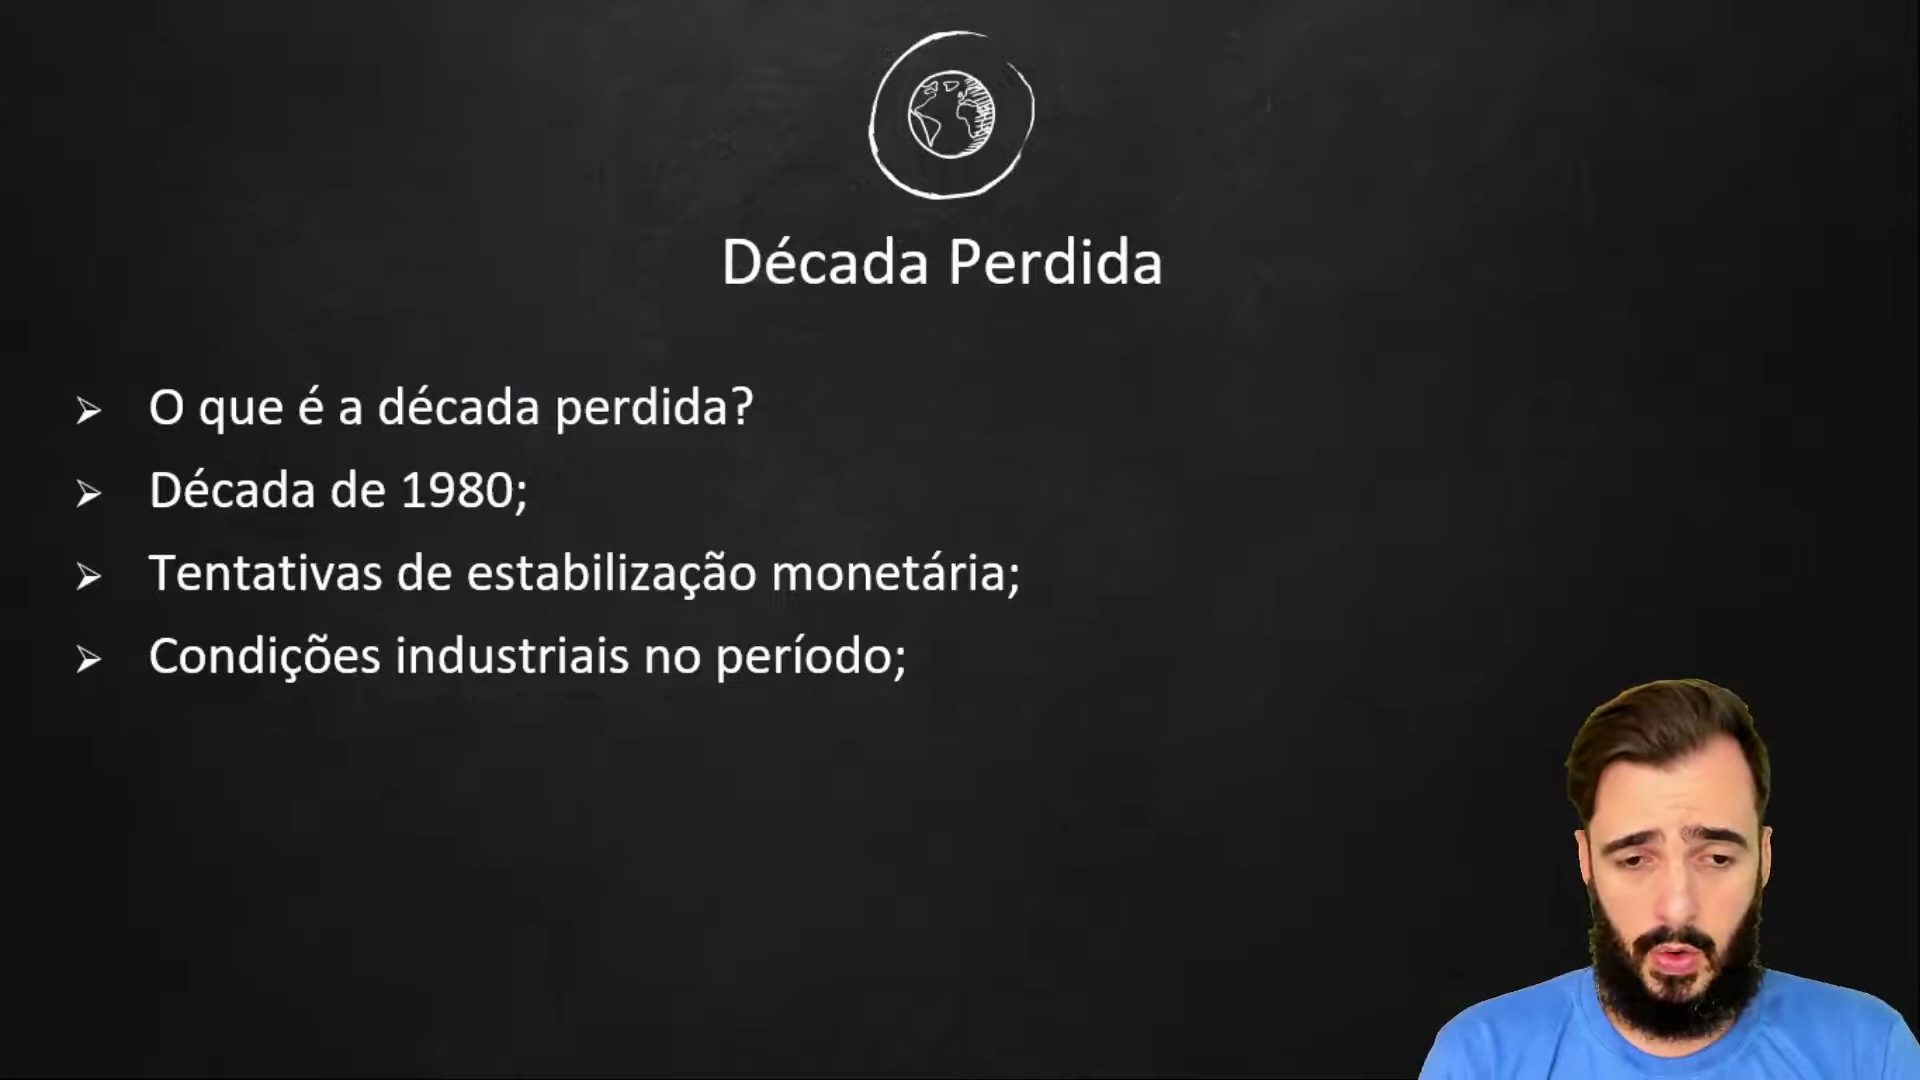 Década Perdida
O que é a década perdida?
Década de 1980;
Tentativas de estabilização monetária;
Condições industriais no período;